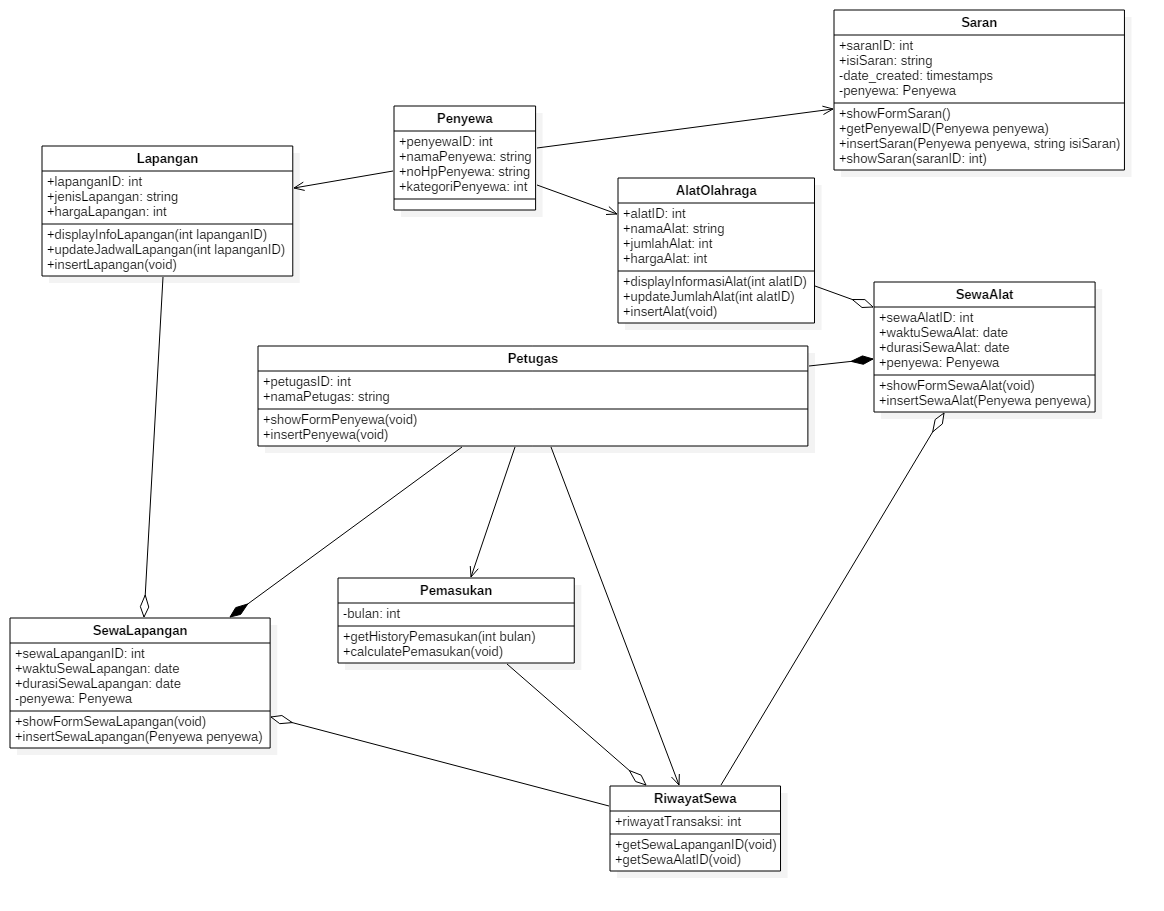 Saran
+saranID: int
+isiSaran: string
-date_created: timestamps
-penyewa: Penyewa
+showFormSaran()
+getPenyewaID(Penyewa penyewa)
+insertSaran(Penyewa penyewa, string isiSaran)
+showSaran(saranID: int)
Penyewa
+penyewaID: int
+namaPenyewa: string
+noHpPenyewa: string
+kategoriPenyewa: int
Lapangan
+lapanganID: int
+jenisLapangan: string
+hargaLapangan: int
+displayInfoLapangan(int lapanganID)
+updateJadwalLapangan(int lapanganID)
+insertLapangan(void)
AlatOlahraga
+alatID: int
+namaAlat: string
+jumlahAlat: int
+hargaAlat: int
+displayInformasiAlat(int alatID)
+updateJumlahAlat(int alatID)
+insertAlat(void)
SewaAlat
+sewaAlatID: int
+waktuSewaAlat: date
+durasiSewaAlat: date
+penyewa: Penyewa
+showFormSewaAlat(void)
+insertSewaAlat(Penyewa penyewa)
Petugas
+petugasID: int
+namaPetugas: string
+showFormPenyewa(void)
+insertPenyewa(void)
Pemasukan
-bulan: int
+getHistoryPemasukan(int bulan)
+calculatePemasukan(void)
SewaLapangan
+sewaLapanganID: int
+waktuSewaLapangan: date
+durasiSewaLapangan: date
-penyewa: Penyewa
+showFormSewaLapangan(void)
+insertSewaLapangan(Penyewa penyewa)
RiwayatSewa
+riwayatTransaksi: int
+getSewaLapanganID(void)
+getSewaAlatID(void)